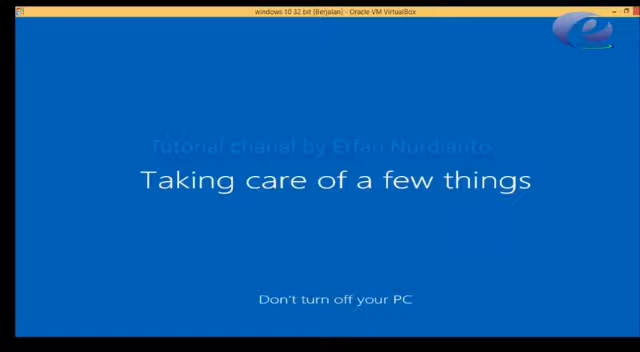 windows 10 32 bit [Berjalan] - Oracle VM VirtualBox
Tutorial chanal by Erfan Nurdianto
Taking care of a few things
Don't turn off your PC